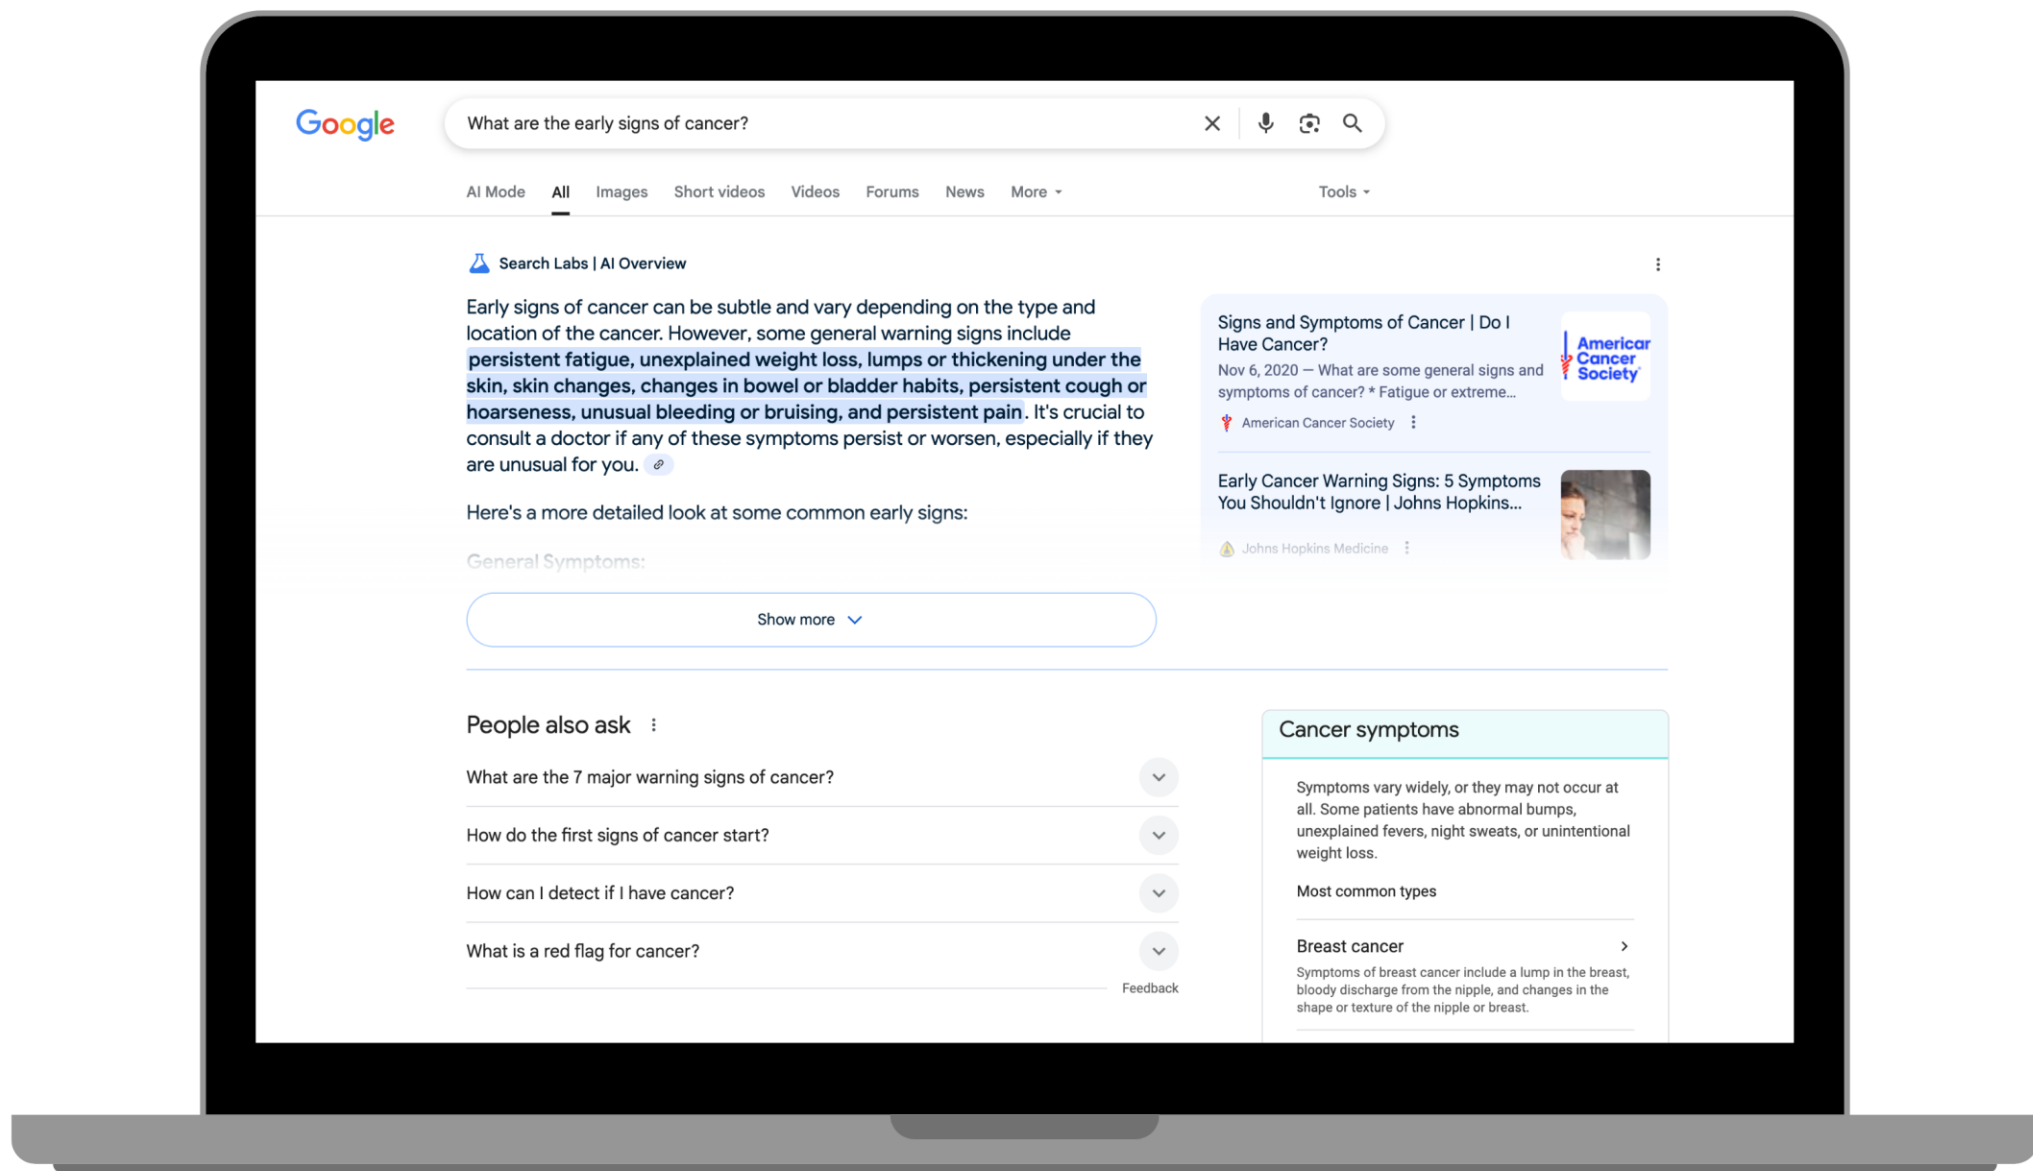 Google
What are the early signs of cancer?
AI Mode
All
Images
Short videos
Videos
Forums
News
More
Tools
Search Labs | AI Overview
Early signs of cancer can be subtle and vary depending on the type and
location of the cancer. However, some general warning signs include
persistent fatigue, unexplained weight loss, lumps or thickening under the
skin, skin changes, changes in bowel or bladder habits, persistent cough or
hoarseness, unusual bleeding or bruising, and persistent pain. It's crucial to
consult a doctor if any of these symptoms persist or worsen, especially if they
are unusual for you.
Here's a more detailed look at some common early signs:
General Symptoms:
Show more
Signs and Symptoms of Cancer | Do I
Have Cancer?
Nov 6, 2020 — What are some general signs and
symptoms of cancer? * Fatigue or extreme...
American Cancer Society
American
Cancer
Society
Early Cancer Warning Signs: 5 Symptoms
You Shouldn't Ignore | Johns Hopkins...
Johns Hopkins Medicine
People also ask
What are the 7 major warning signs of cancer?
How do the first signs of cancer start?
How can I detect if I have cancer?
What is a red flag for cancer?
Feedback
Cancer symptoms
Symptoms vary widely, or they may not occur at
all. Some patients have abnormal bumps,
unexplained fevers, night sweats, or unintentional
weight loss.
Most common types
Breast cancer
Symptoms of breast cancer include a lump in the breast,
bloody discharge from the nipple, and changes in the
shape or texture of the nipple or breast.